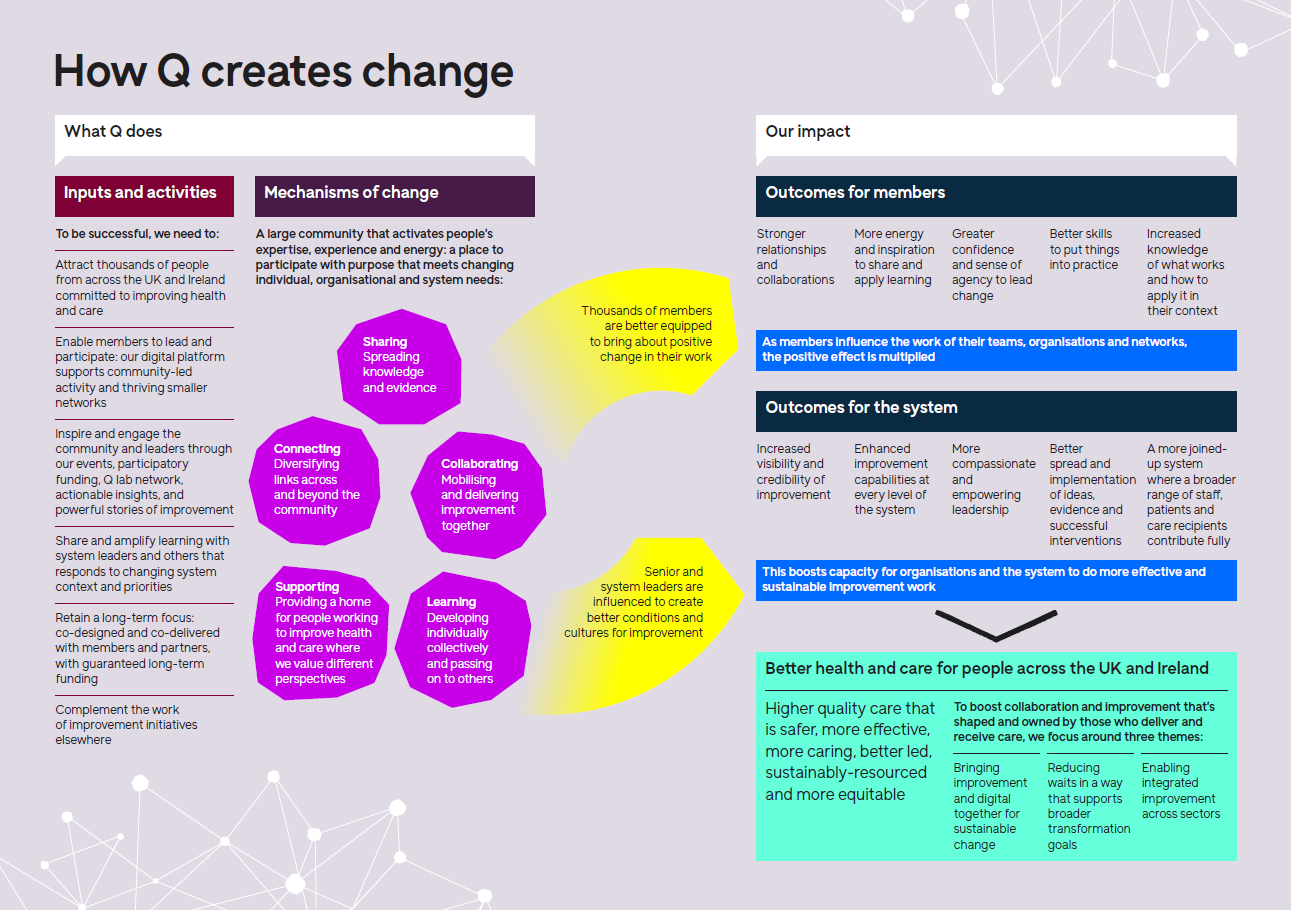 How Q creates change
What Q does
Inputs and activities
To be successful, we need to:
Attract thousands of people
from across the UK and Ireland
committed to improving health
and care
Enable members to lead and
participate: our digital platform
supports community-led
activity and thriving smaller
networks
Inspire and engage the
community and leaders through
our events, participatory
funding, Q lab network,
actionable insights, and
powerful stories of improvement
Share and amplify learning with
system leaders and others that
responds to changing system
context and priorities
Retain a long-term focus:
co-designed and co-delivered
with members and partners,
with guaranteed long-term
funding
Complement the work
of improvement initiatives
elsewhere
Mechanisms of change
A large community that activates people's
expertise, experience and energy: a place to
participate with purpose that meets changing
individual, organisational and system needs:
Sharing
Spreading
knowledge
and evidence
Connecting
Diversifying
links across
and beyond the
community
Collaborating
Mobilising
and delivering
improvement
together
Supporting
Providing a home
for people working
to improve health
and care where
we value different
perspectives
Learning
Developing
individually
collectively
and passing
on to others
Thousands of members
are better equipped
to bring about positive
change in their work
Senior and
system leaders are
influenced to create
better conditions and
cultures for improvement
Our impact
Outcomes for members
Stronger
relationships
and
collaborations
More energy
and inspiration
to share and
apply learning
Greater
confidence
and sense of
agency to lead
change
Better skills
to put things
into practice
Increased
knowledge
of what works
and how to
apply it in
their context
As members influence the work of their teams, organisations and networks,
the positive effect is multiplied
Outcomes for the system
Increased
visibility and
credibility of
improvement
Enhanced
improvement
capabilities at
every level of
the system
More
compassionate
and
empowering
leadership
Better
spread and
implementation
of ideas,
evidence and
successful
interventions
A more joined-
up system
where a broader
range of staff,
patients and
care recipients
contribute fully
This boosts capacity for organisations and the system to do more effective and
sustainable improvement work
Better health and care for people across the UK and Ireland
Higher quality care that
is safer, more effective,
more caring, better led,
sustainably-resourced
and more equitable
To boost collaboration and improvement that's
shaped and owned by those who deliver and
receive care, we focus around three themes:
Bringing
improvement
and digital
together for
sustainable
change
Reducing
waits in a way
that supports
broader
transformation
goals
Enabling
integrated
improvement
across sectors